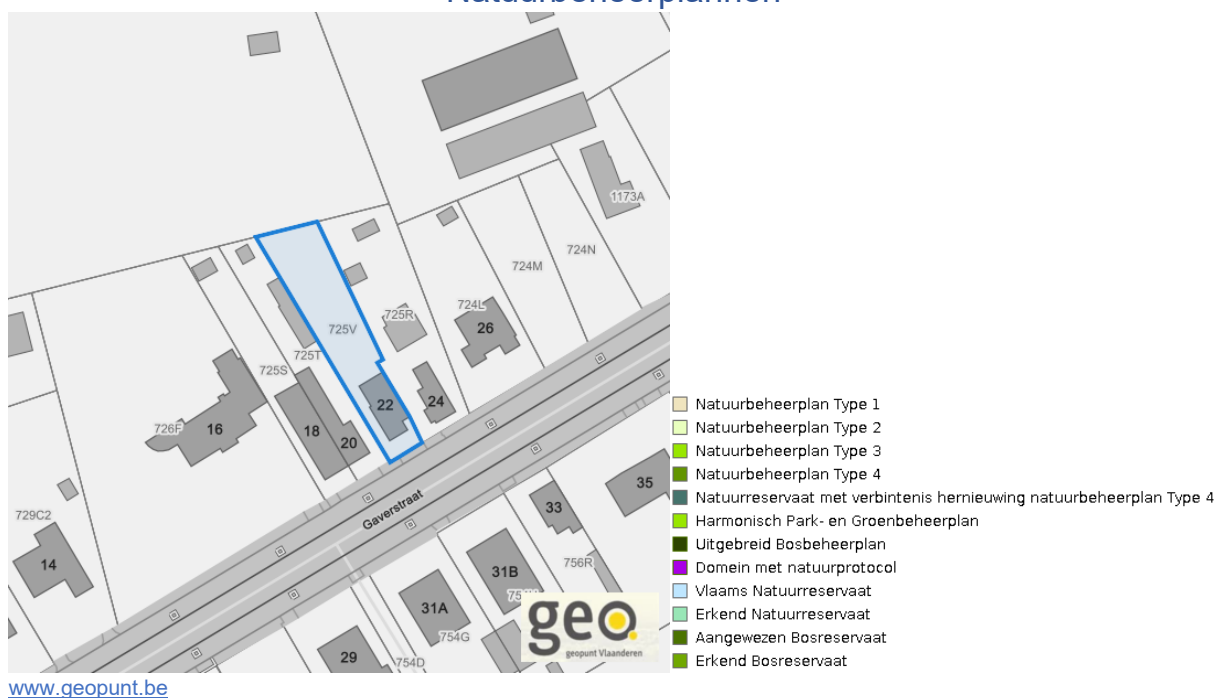 Natuurbeheerplannen
1173A
724N
724M
724L
26
725R
725V
725T
725S
24
22
726F
16
18
20
35
Gaverstraat
33
729C2
14
31B
756R
31A
754G
29
754D
geo
geopunt Vlaanderen
Natuurbeheerplan Type 1
Natuurbeheerplan Type 2
Natuurbeheerplan Type 3
Natuurbeheerplan Type 4
Natuurreservaat met verbintenis hernieuwing natuurbeheerplan Type 4
Harmonisch Park- en Groenbeheerplan
Uitgebreid Bosbeheerplan
Domein met natuurprotocol
Vlaams Natuurreservaat
Erkend Natuurreservaat
Aangewezen Bosreservaat
Erkend Bosreservaat
www.geopunt.be